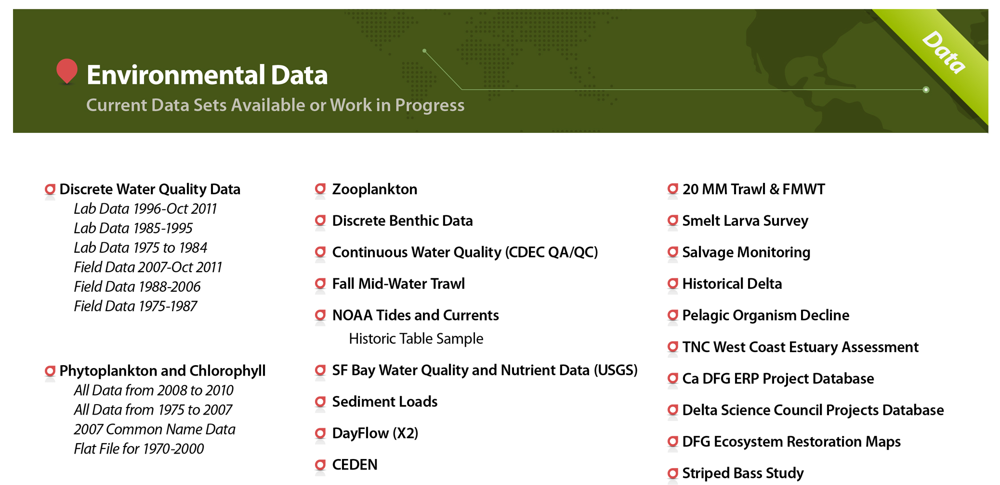 Data
Environmental Data
Current Data Sets Available or Work in Progress
Discrete Water Quality Data
Lab Data 1996-Oct 2011
Lab Data 1985-1995
Lab Data 1975 to 1984
Field Data 2007-Oct 2011
Field Data 1988-2006
Field Data 1975-1987
Phytoplankton and Chlorophyll
All Data from 2008 to 2010
All Data from 1975 to 2007
2007 Common Name Data
Flat File for 1970-2000
Zooplankton
Discrete Benthic Data
Continuous Water Quality (CDEC QA/QC)
Fall Mid-Water Trawl
NOAA Tides and Currents
Historic Table Sample
SF Bay Water Quality and Nutrient Data (USGS)
Sediment Loads
DayFlow (X2)
CEDEN
20 MM Trawl & FMWT
Smelt Larva Survey
Salvage Monitoring
Historical Delta
Pelagic Organism Decline
TNC West Coast Estuary Assessment
Ca DFG ERP Project Database
Delta Science Council Projects Database
DFG Ecosystem Restoration Maps
Striped Bass Study